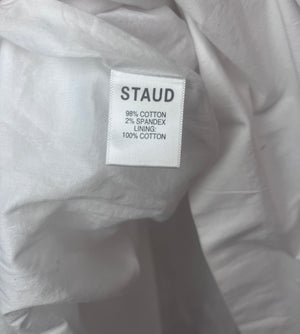 STAUD
98% COTTON
2% SPANDEX
LINING:
100% COTTON